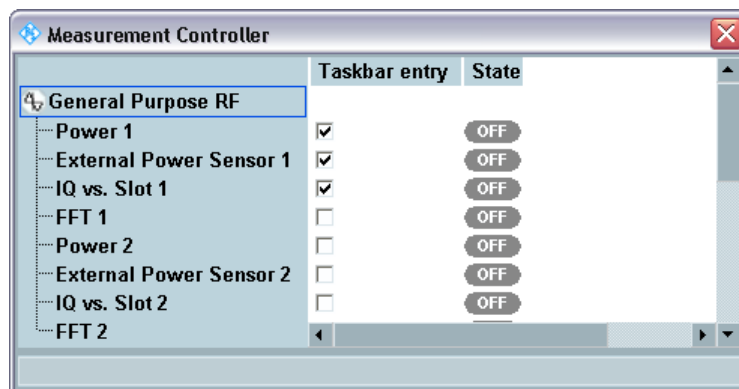 Measurement Controller
Taskbar entry State
General Purpose RF
Power 1 OFF
External Power Sensor 1 OFF
IQ vs. Slot 1 OFF
FFT 1 OFF
Power 2 OFF
External Power Sensor 2 OFF
IQ vs. Slot 2 OFF
FFT 2